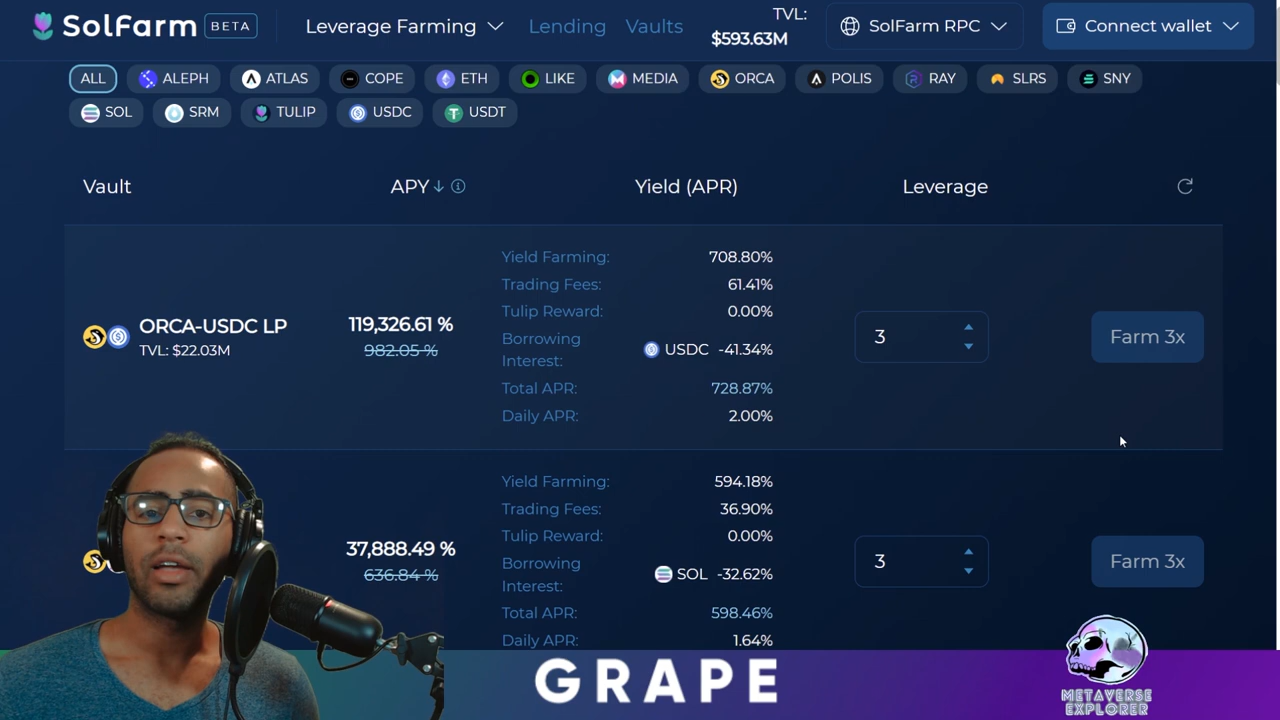 SolFarm BETA Leverage Farming Lending Vaults TVL: $593.63M SolFarm RPC Connect wallet
ALL ALEPH ATLAS COPE ETH LIKE MEDIA ORCA POLIS RAY SLRS SNY
SOL SRM TULIP USDC USDT
Vault APY Yield (APR) Leverage
Yield Farming: 708.80%
Trading Fees: 61.41%
Tulip Reward: 0.00%
ORCA-USDC LP
TVL: $22.03M
119,326.61 %
982.05 %
Borrowing Interest: USDC -41.34%
Total APR: 728.87%
Daily APR: 2.00%
3
Farm 3x
Yield Farming: 594.18%
Trading Fees: 36.90%
Tulip Reward: 0.00%
37,888.49 %
636.84 %
Borrowing Interest: SOL -32.62%
Total APR: 598.46%
Daily APR: 1.64%
3
Farm 3x
GRAPE
METAVERSE
EXPLORER